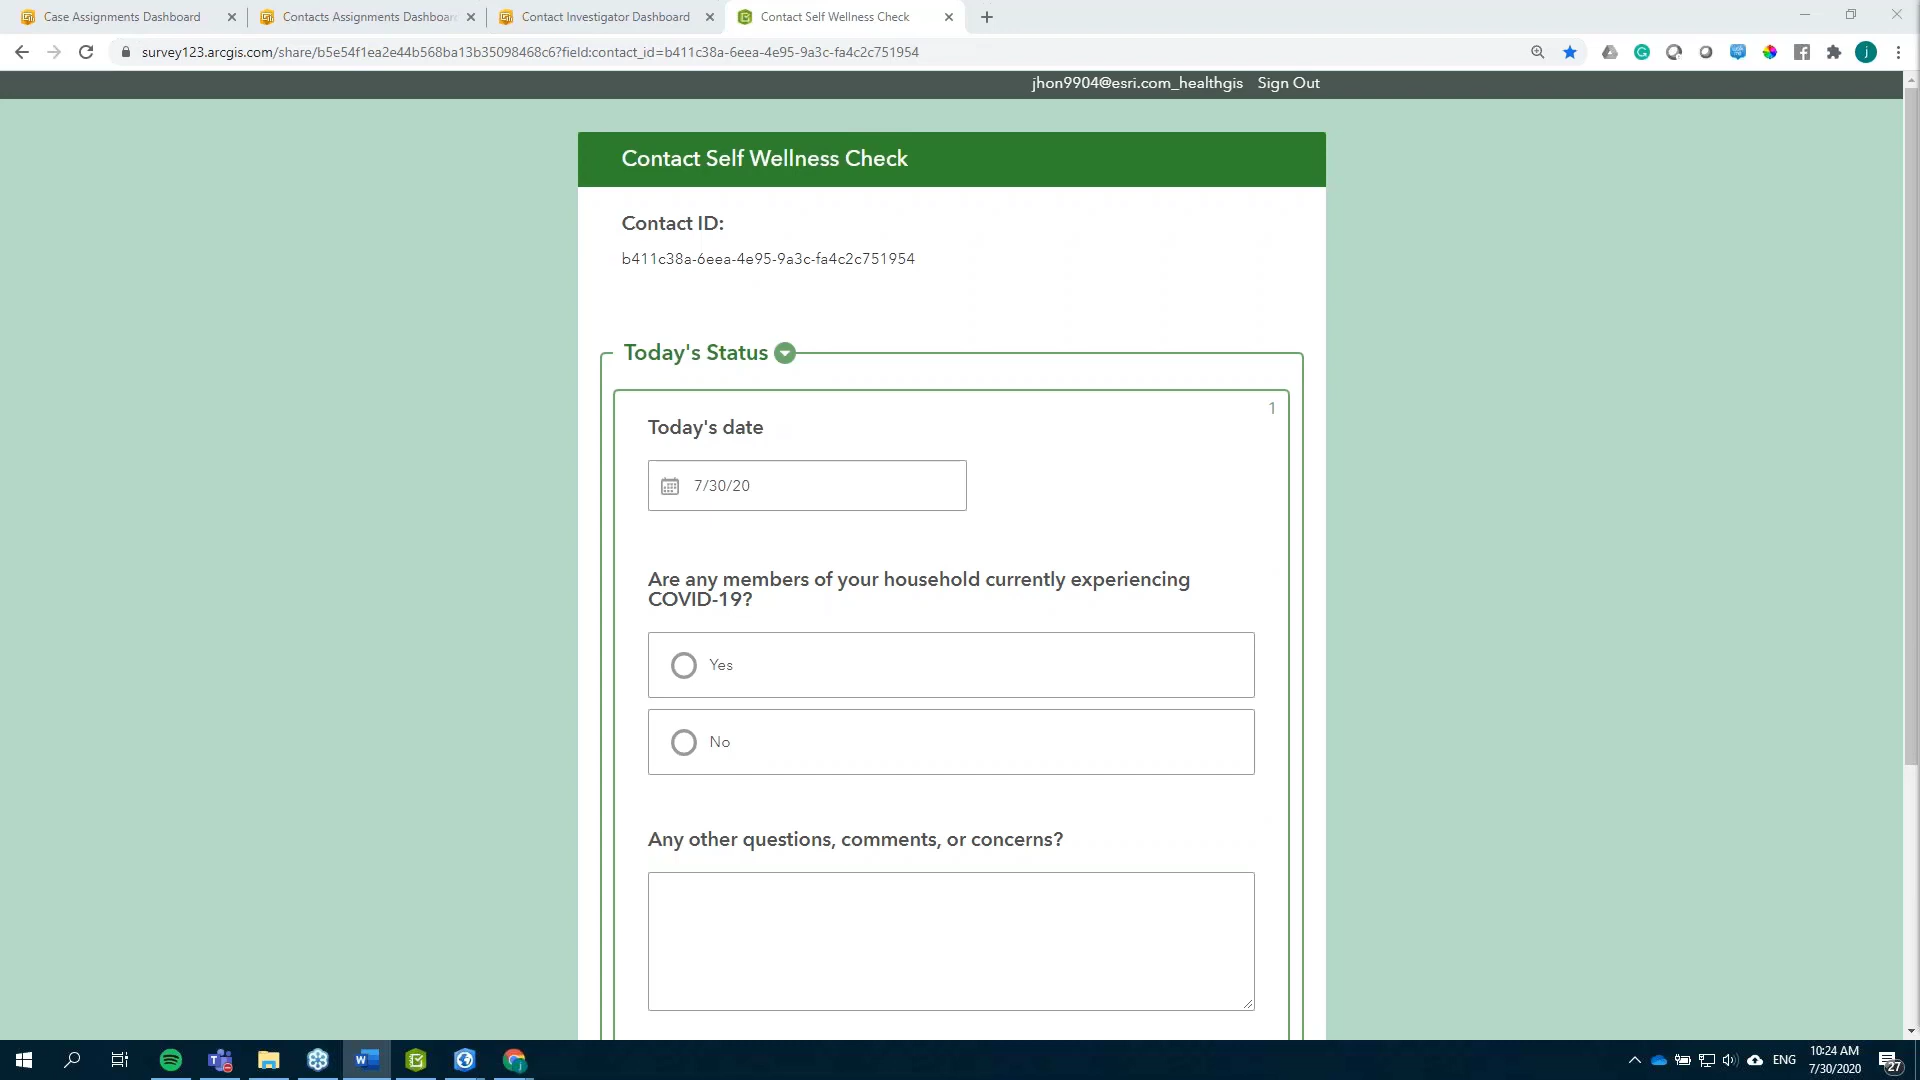 Case Assignments Dashboard
Contacts Assignments Dashboar
Contact Investigator Dashboard
Contact Self Wellness Check
survey123.arcgis.com/share/b5e54f1ea2e44b568ba13b35098468c6?field:contact_id=b411c38a-6eea-4e95-9a3c-fa4c2c751954
j
jhon9904@esri.com_healthgis Sign Out
Contact Self Wellness Check
Contact ID:
b411c38a-6eea-4e95-9a3c-fa4c2c751954
Today's Status
1
Today's date
7/30/20
Are any members of your household currently experiencing
COVID-19?
Yes
No
Any other questions, comments, or concerns?
ENG
10:24 AM
7/30/2020
27